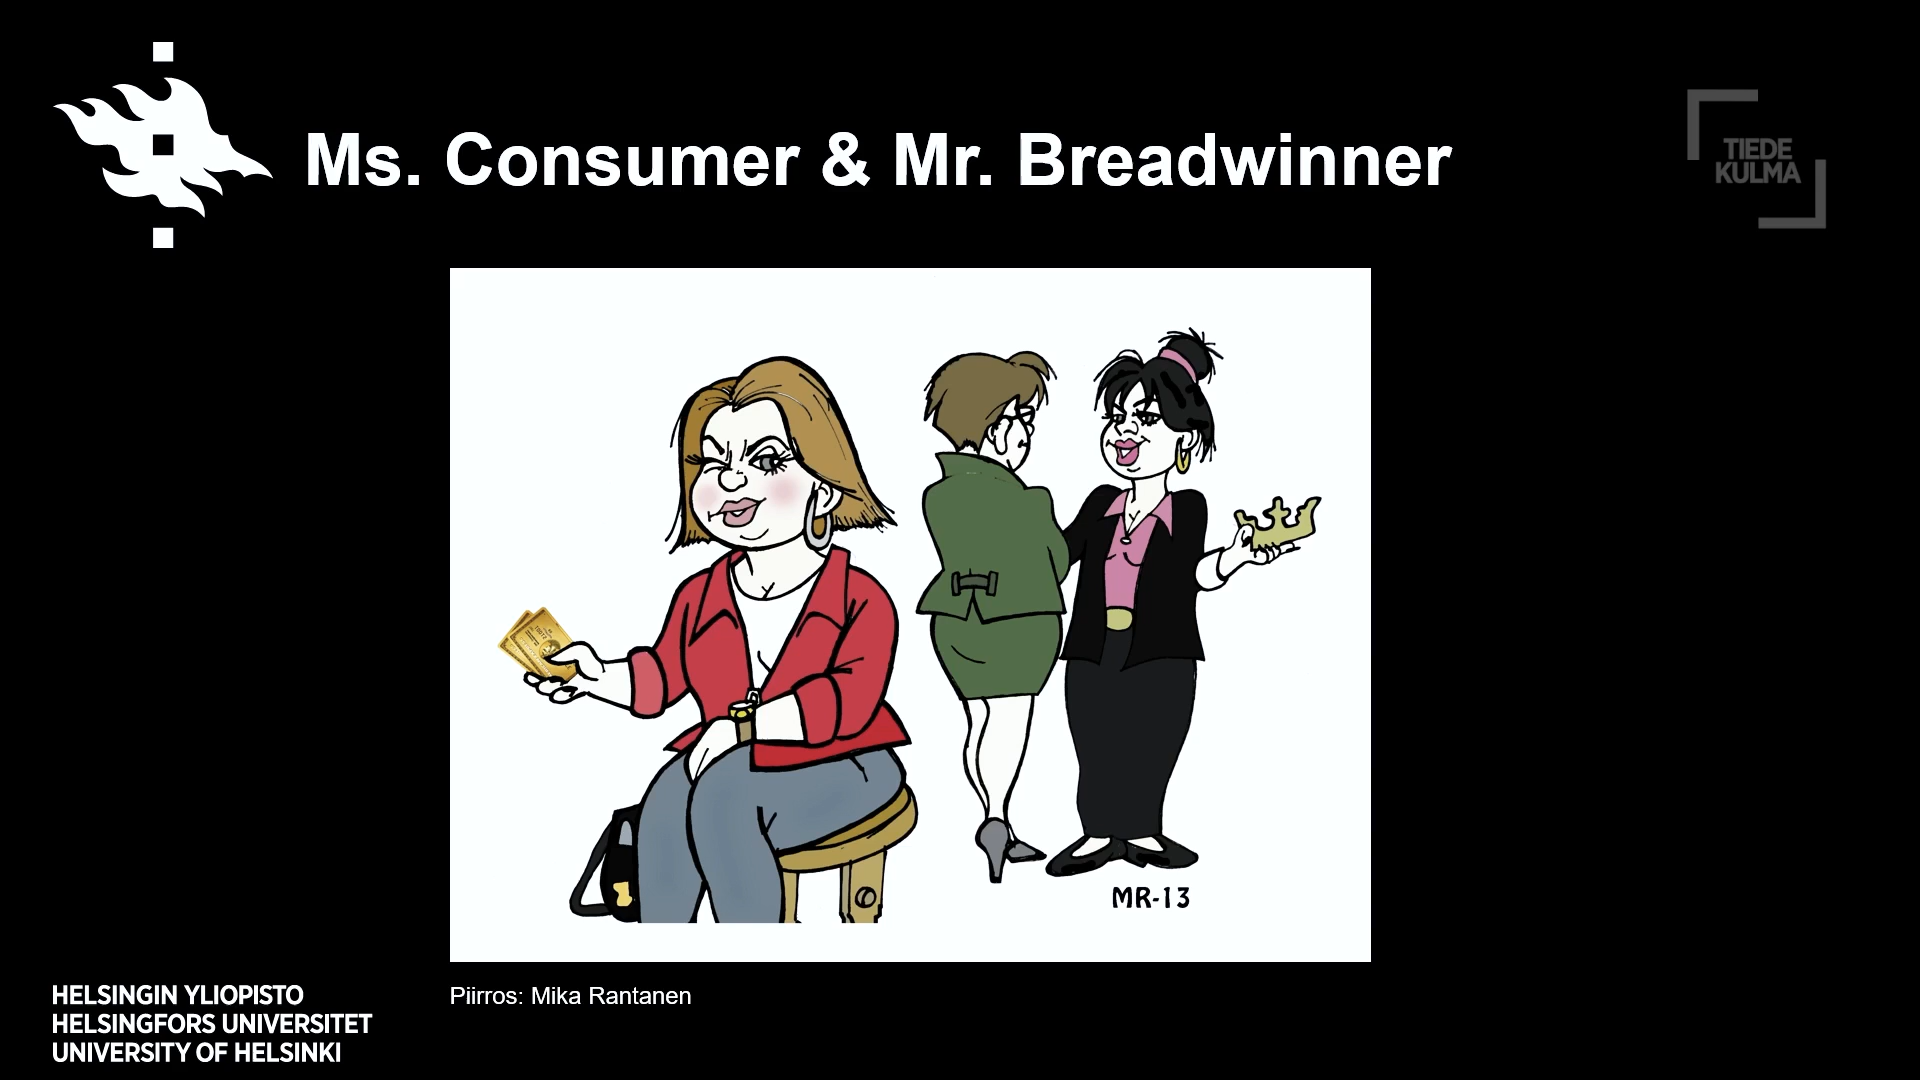 Ms. Consumer & Mr. Breadwinner
TIEDE
KULMA
MR-13
Piirros: Mika Rantanen
HELSINGIN YLIOPISTO
HELSINGFORS UNIVERSITET
UNIVERSITY OF HELSINKI